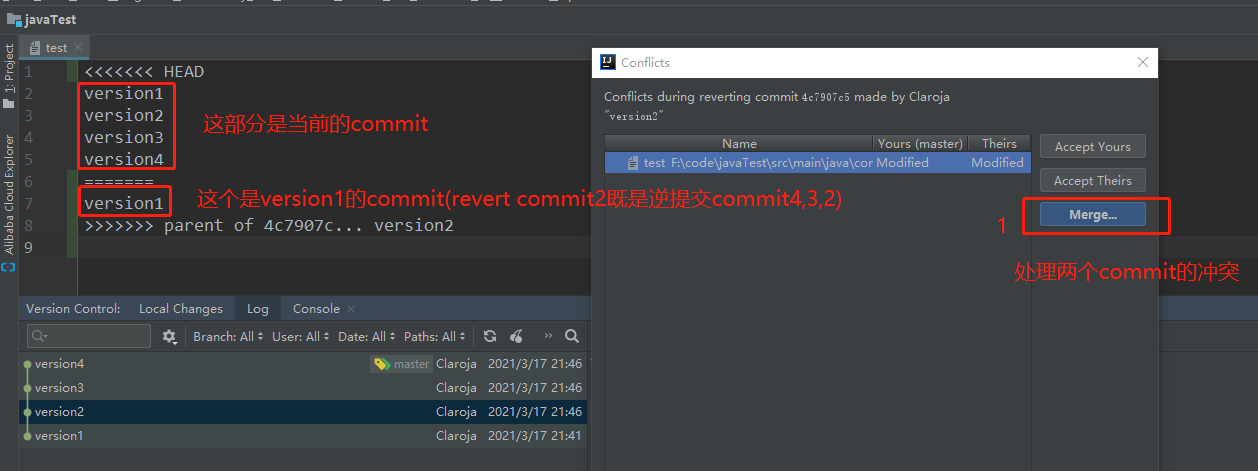 javaTest
test
1: Project
Alibaba Cloud Explorer
1 <<<<<<< HEAD
2 version1
3 version2
4 version3
5 version4
6 =======
7 version1
8 >>>>>>> parent of 4c7907c... version2
9
这部分是当前的commit
这个是version1的commit(revert commit2既是逆提交commit4,3,2)
Conflicts
Conflicts during reverting commit 4c7907c5 made by Claroja
"version2"
Name Yours (master) Theirs
test F:\code\javaTest\src\main\java\cor Modified Modified
Accept Yours
Accept Theirs
Merge...
1
处理两个commit的冲突
Version Control: Local Changes Log Console
Branch: All User: All Date: All Paths: All
version4 master Claroja 2021/3/17 21:46
version3 Claroja 2021/3/17 21:46
version2 Claroja 2021/3/17 21:46
version1 Claroja 2021/3/17 21:41